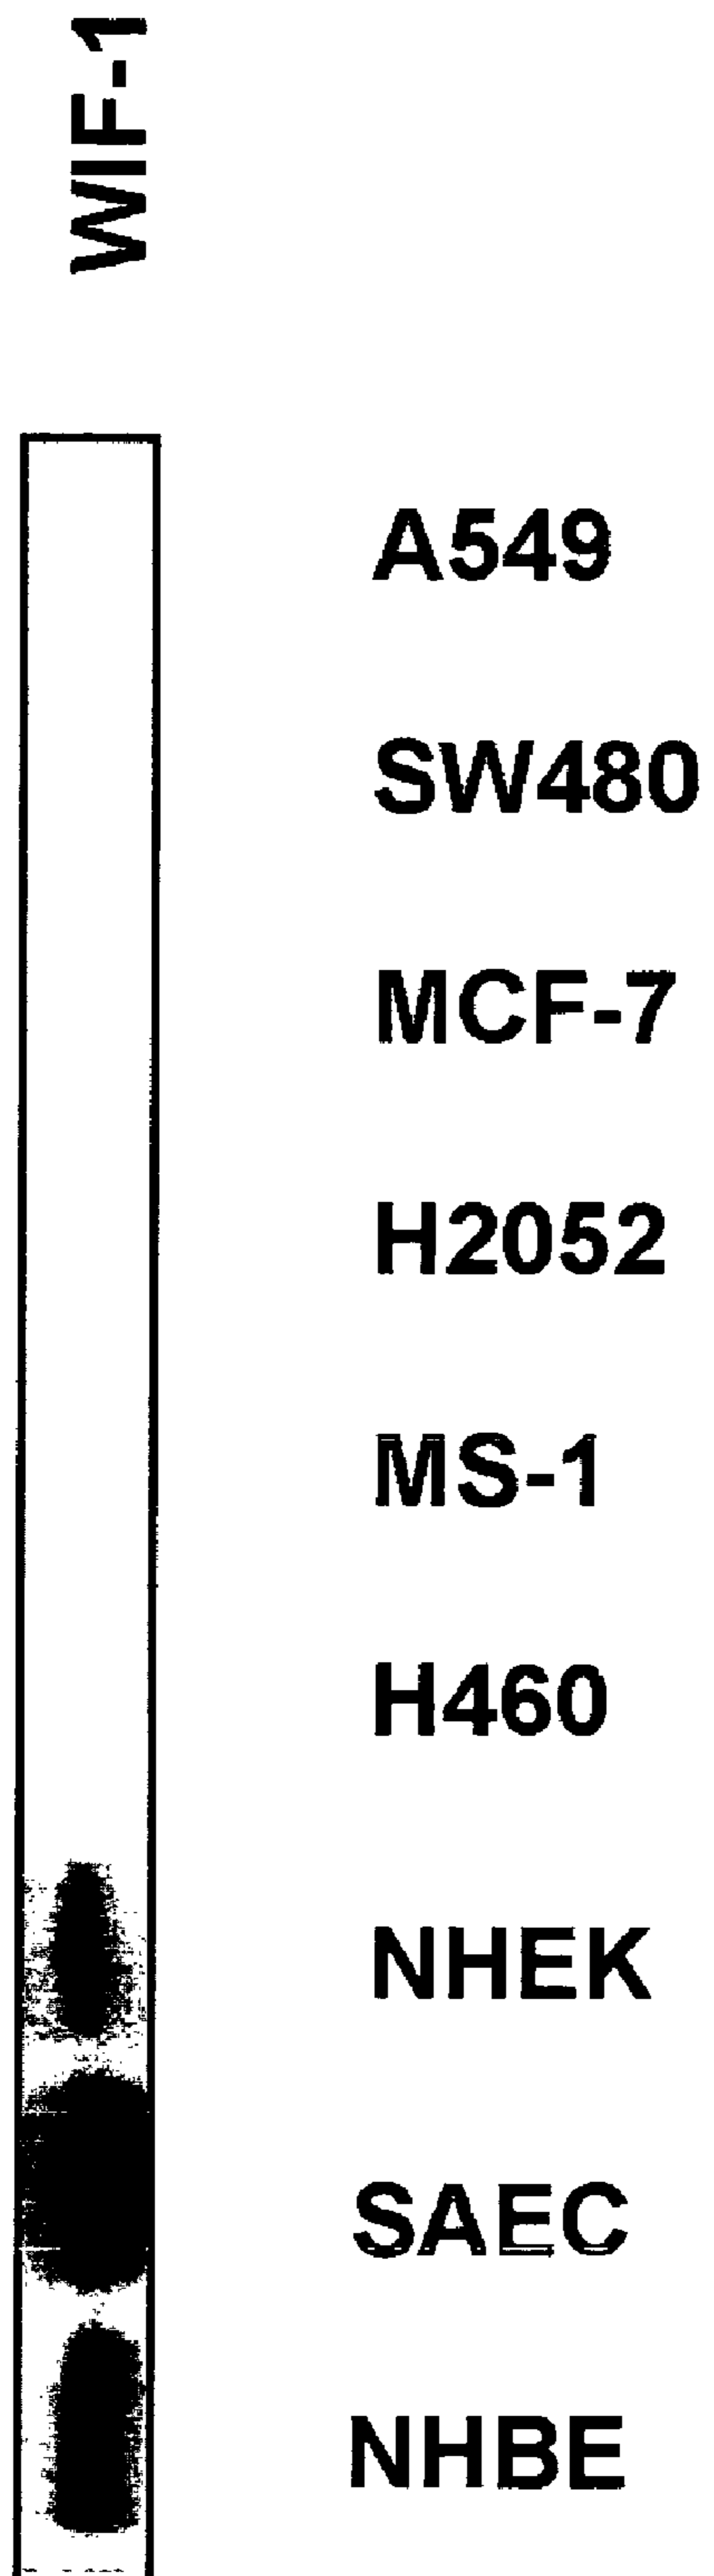 WIF-1
A549
SW480
MCF-7
H2052
MS-1
H460
NHEK
SAEC
NHBE